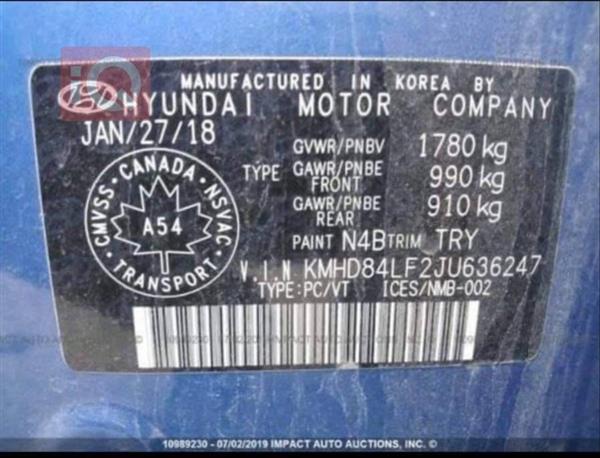 MANUFACTURED IN KOREA BY
HYUNDAI MOTOR COMPANY
JAN/27/18
GVWR/PNBV 1780 kg
TYPE GAWR/PNBE FRONT 990 kg
GAWR/PNBE REAR 910 kg
CMVSS · CANADA · NSVAC
A54
· TRANSPORT ·
PAINT N4B TRIM TRY
V.I.N KMHD84LF2JU636247
TYPE:PC/VT ICES/NMB-002
10989230 - 07/02/2019 IMPACT AUTO AUCTIONS, INC.